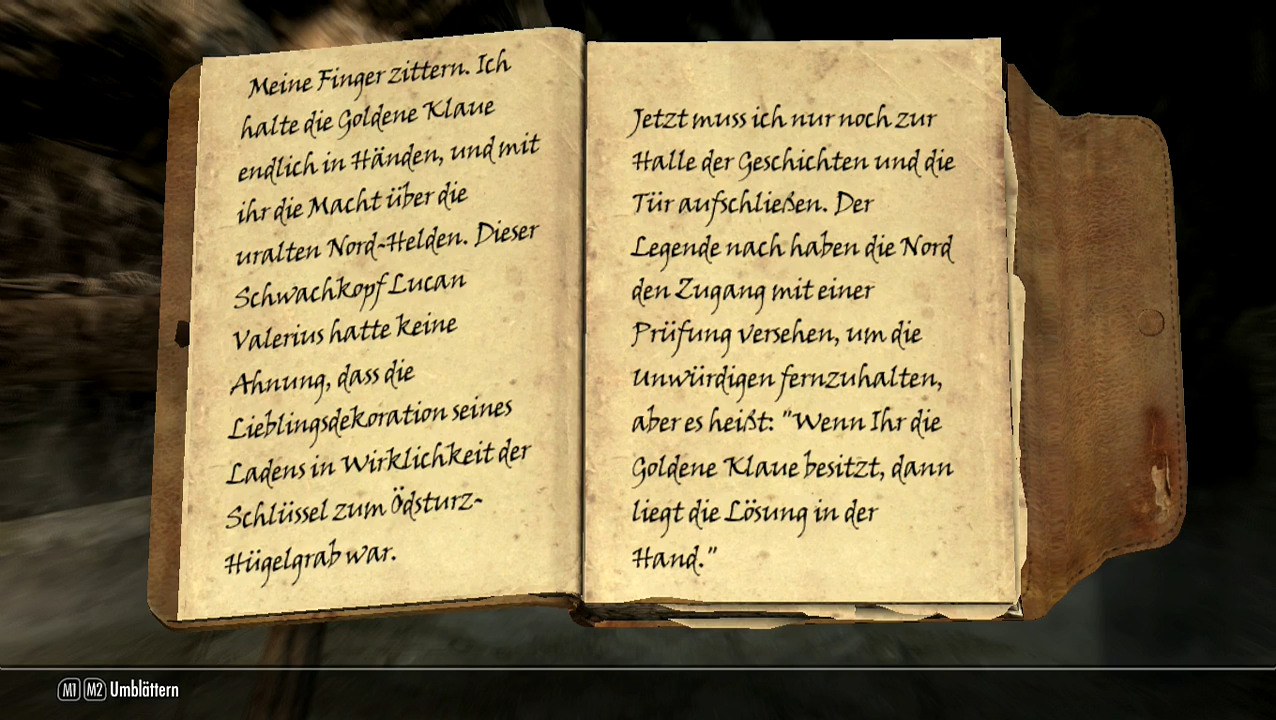 Meine Finger zittern. Ich
halte die Goldene Klaue
endlich in Händen, und mit
ihr die Macht über die
uralten Nord-Helden. Dieser
Schwachkopf Lucan
Valerius hatte keine
Ahnung, dass die
Lieblingsdekoration seines
Ladens in Wirklichkeit der
Schlüssel zum Ödsturz-
Hügelgrab war.
Jetzt muss ich nur noch zur
Halle der Geschichten und die
Tür aufschließen. Der
Legende nach haben die Nord
den Zugang mit einer
Prüfung versehen, um die
Unwürdigen fernzuhalten,
aber es heißt: "Wenn Ihr die
Goldene Klaue besitzt, dann
liegt die Lösung in der
Hand."
M1 M2 Umblättern